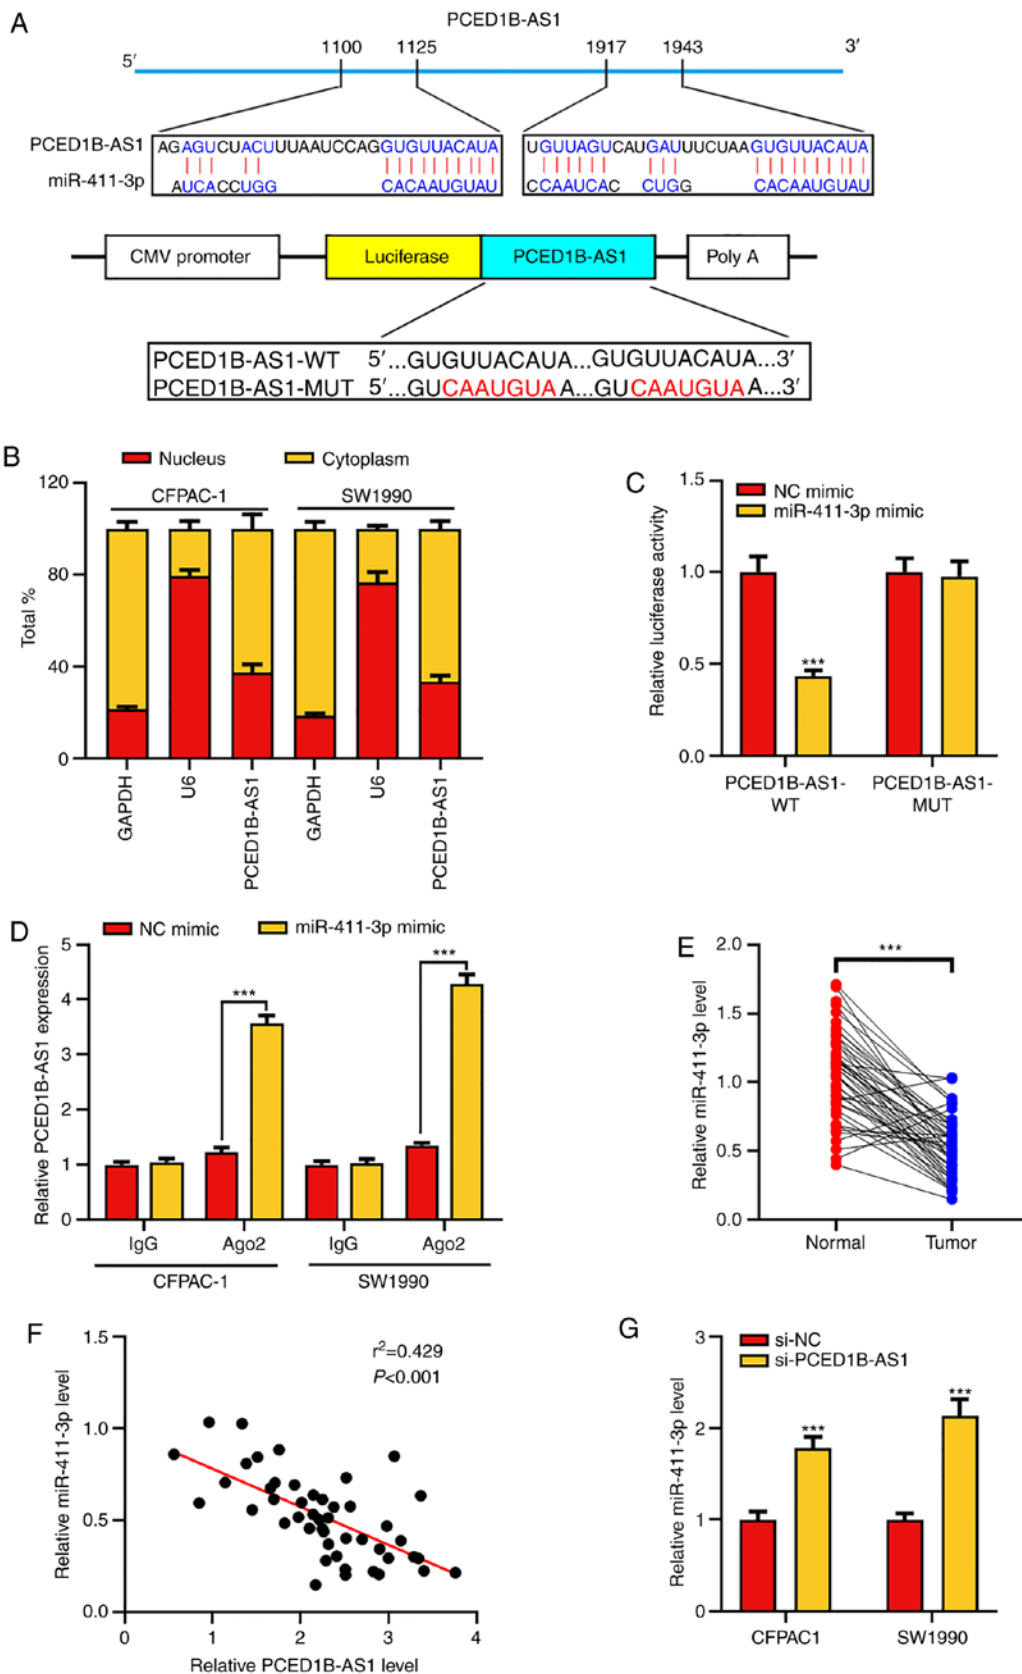 A
PCED1B-AS1
1100 1125 1917 1943
5′ 3′
PCED1B-AS1 AGAGUCUACUUUAAUCCAGGUGUUACAUA UGUUAGUCAUGAUUUCUAAGUGUUACAUA
miR-411-3p AUCACCUGG CACAAUGUAU CCAAUCAC CUGG CACAAUGUAU
CMV promoter Luciferase PCED1B-AS1 Poly A
PCED1B-AS1-WT 5′...GUGUUACAUA...GUGUUACAUA...3′
PCED1B-AS1-MUT 5′...GUCAAUGUAA...GUCAAUGUAA...3′
B
Nucleus Cytoplasm
CFPAC-1 SW1990
Total %
120
80
40
0
GAPDH U6 PCED1B-AS1 GAPDH U6 PCED1B-AS1
C
NC mimic
miR-411-3p mimic
Relative luciferase activity
1.5
1.0
0.5
0.0
***
PCED1B-AS1-
WT
PCED1B-AS1-
MUT
D
NC mimic miR-411-3p mimic
Relative PCED1B-AS1 expression
5
4
3
2
1
0
*** ***
IgG Ago2 IgG Ago2
CFPAC-1 SW1990
E
Relative miR-411-3p level
2.0
1.5
1.0
0.5
0.0
***
Normal Tumor
F
Relative miR-411-3p level
1.5
1.0
0.5
0.0
r²=0.429
P<0.001
0 1 2 3 4
Relative PCED1B-AS1 level
G
si-NC
si-PCED1B-AS1
Relative miR-411-3p level
3
2
1
0
*** ***
CFPAC1 SW1990